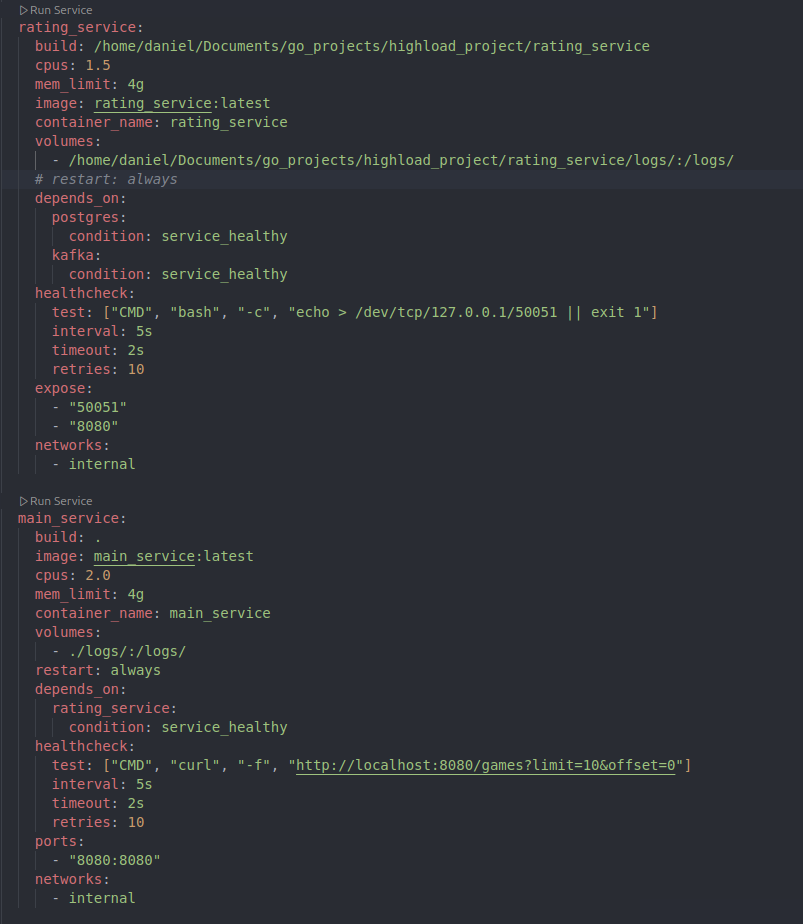 Run Service
rating_service:
  build: /home/daniel/Documents/go_projects/highload_project/rating_service
  cpus: 1.5
  mem_limit: 4g
  image: rating_service:latest
  container_name: rating_service
  volumes:
    - /home/daniel/Documents/go_projects/highload_project/rating_service/logs/:/logs/
  # restart: always
  depends_on:
    postgres:
      condition: service_healthy
    kafka:
      condition: service_healthy
  healthcheck:
    test: ["CMD", "bash", "-c", "echo > /dev/tcp/127.0.0.1/50051 || exit 1"]
    interval: 5s
    timeout: 2s
    retries: 10
  expose:
    - "50051"
    - "8080"
  networks:
    - internal
Run Service
main_service:
  build: .
  image: main_service:latest
  cpus: 2.0
  mem_limit: 4g
  container_name: main_service
  volumes:
    - ./logs/:/logs/
  restart: always
  depends_on:
    rating_service:
      condition: service_healthy
  healthcheck:
    test: ["CMD", "curl", "-f", "http://localhost:8080/games?limit=10&offset=0"]
    interval: 5s
    timeout: 2s
    retries: 10
  ports:
    - "8080:8080"
  networks:
    - internal